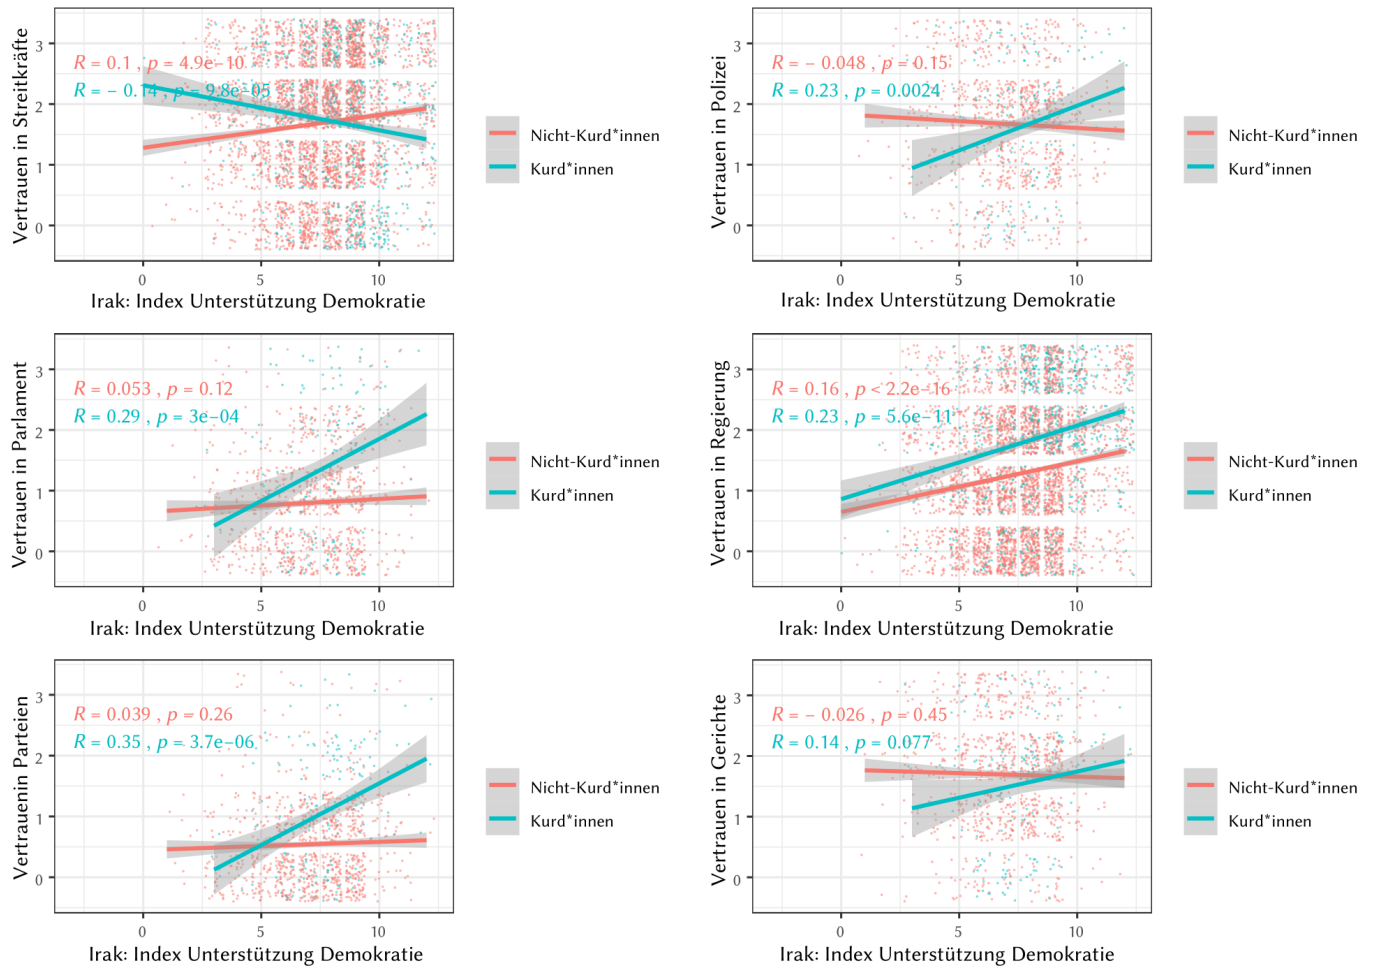 Vertrauen in Streitkräfte
3
2
1
0
R = 0.1 , p = 4.9e−10
R = − 0.14 , p = 9.8e−05
0 5 10
Irak: Index Unterstützung Demokratie
Nicht-Kurd*innen
Kurd*innen
Vertrauen in Polizei
3
2
1
0
R = − 0.048 , p = 0.15
R = 0.23 , p = 0.0024
0 5 10
Irak: Index Unterstützung Demokratie
Nicht-Kurd*innen
Kurd*innen
Vertrauen in Parlament
3
2
1
0
R = 0.053 , p = 0.12
R = 0.29 , p = 3e−04
0 5 10
Irak: Index Unterstützung Demokratie
Nicht-Kurd*innen
Kurd*innen
Vertrauen in Regierung
3
2
1
0
R = 0.16 , p < 2.2e−16
R = 0.23 , p = 5.6e−11
0 5 10
Irak: Index Unterstützung Demokratie
Nicht-Kurd*innen
Kurd*innen
Vertrauenin Parteien
3
2
1
0
R = 0.039 , p = 0.26
R = 0.35 , p = 3.7e−06
0 5 10
Irak: Index Unterstützung Demokratie
Nicht-Kurd*innen
Kurd*innen
Vertrauen in Gerichte
3
2
1
0
R = − 0.026 , p = 0.45
R = 0.14 , p = 0.077
0 5 10
Irak: Index Unterstützung Demokratie
Nicht-Kurd*innen
Kurd*innen